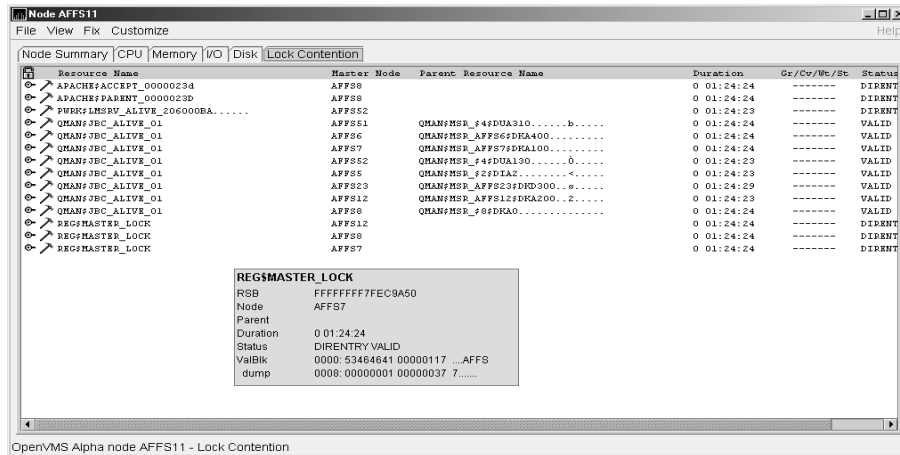 Node AFFS11
File View Fix Customize Help
Node Summary CPU Memory I/O Disk Lock Contention
Resource Name Master Node Parent Resource Name Duration Gr/Cv/Wt/St Status
APACHE$ACCEPT_0000023d AFFS8 0 01:24:24 ------- DIRENT
APACHE$PARENT_0000023D AFFS8 0 01:24:24 ------- DIRENT
PWRK$LMSRV_ALIVE_206000BA...... AFFS52 0 01:24:23 ------- DIRENT
QMAN$JBC_ALIVE_01 AFFS51 QMAN$MSR_$4$DUA310......b..... 0 01:24:24 ------- VALID
QMAN$JBC_ALIVE_01 AFFS6 QMAN$MSR_AFFS6$DKA400......... 0 01:24:24 ------- VALID
QMAN$JBC_ALIVE_01 AFFS7 QMAN$MSR_AFFS7$DKA100......... 0 01:24:24 ------- VALID
QMAN$JBC_ALIVE_01 AFFS52 QMAN$MSR_$4$DUA130......Ò..... 0 01:24:23 ------- VALID
QMAN$JBC_ALIVE_01 AFFS5 QMAN$MSR_$2$DIA2........<..... 0 01:24:23 ------- VALID
QMAN$JBC_ALIVE_01 AFFS23 QMAN$MSR_AFFS23$DKD300..s..... 0 01:24:29 ------- VALID
QMAN$JBC_ALIVE_01 AFFS12 QMAN$MSR_AFFS12$DKA200..2..... 0 01:24:23 ------- VALID
QMAN$JBC_ALIVE_01 AFFS8 QMAN$MSR_$8$DKA0.............. 0 01:24:24 ------- VALID
REG$MASTER_LOCK AFFS12 0 01:24:24 ------- DIRENT
REG$MASTER_LOCK AFFS8 0 01:24:24 ------- DIRENT
REG$MASTER_LOCK AFFS7 0 01:24:24 ------- DIRENT
REG$MASTER_LOCK
RSB FFFFFFFF7FEC9A50
Node AFFS7
Parent
Duration 0 01:24:24
Status DIRENTRY VALID
ValBlk 0000: 53464641 00000117 ....AFFS
dump 0008: 00000001 00000037 7.......
OpenVMS Alpha node AFFS11 - Lock Contention